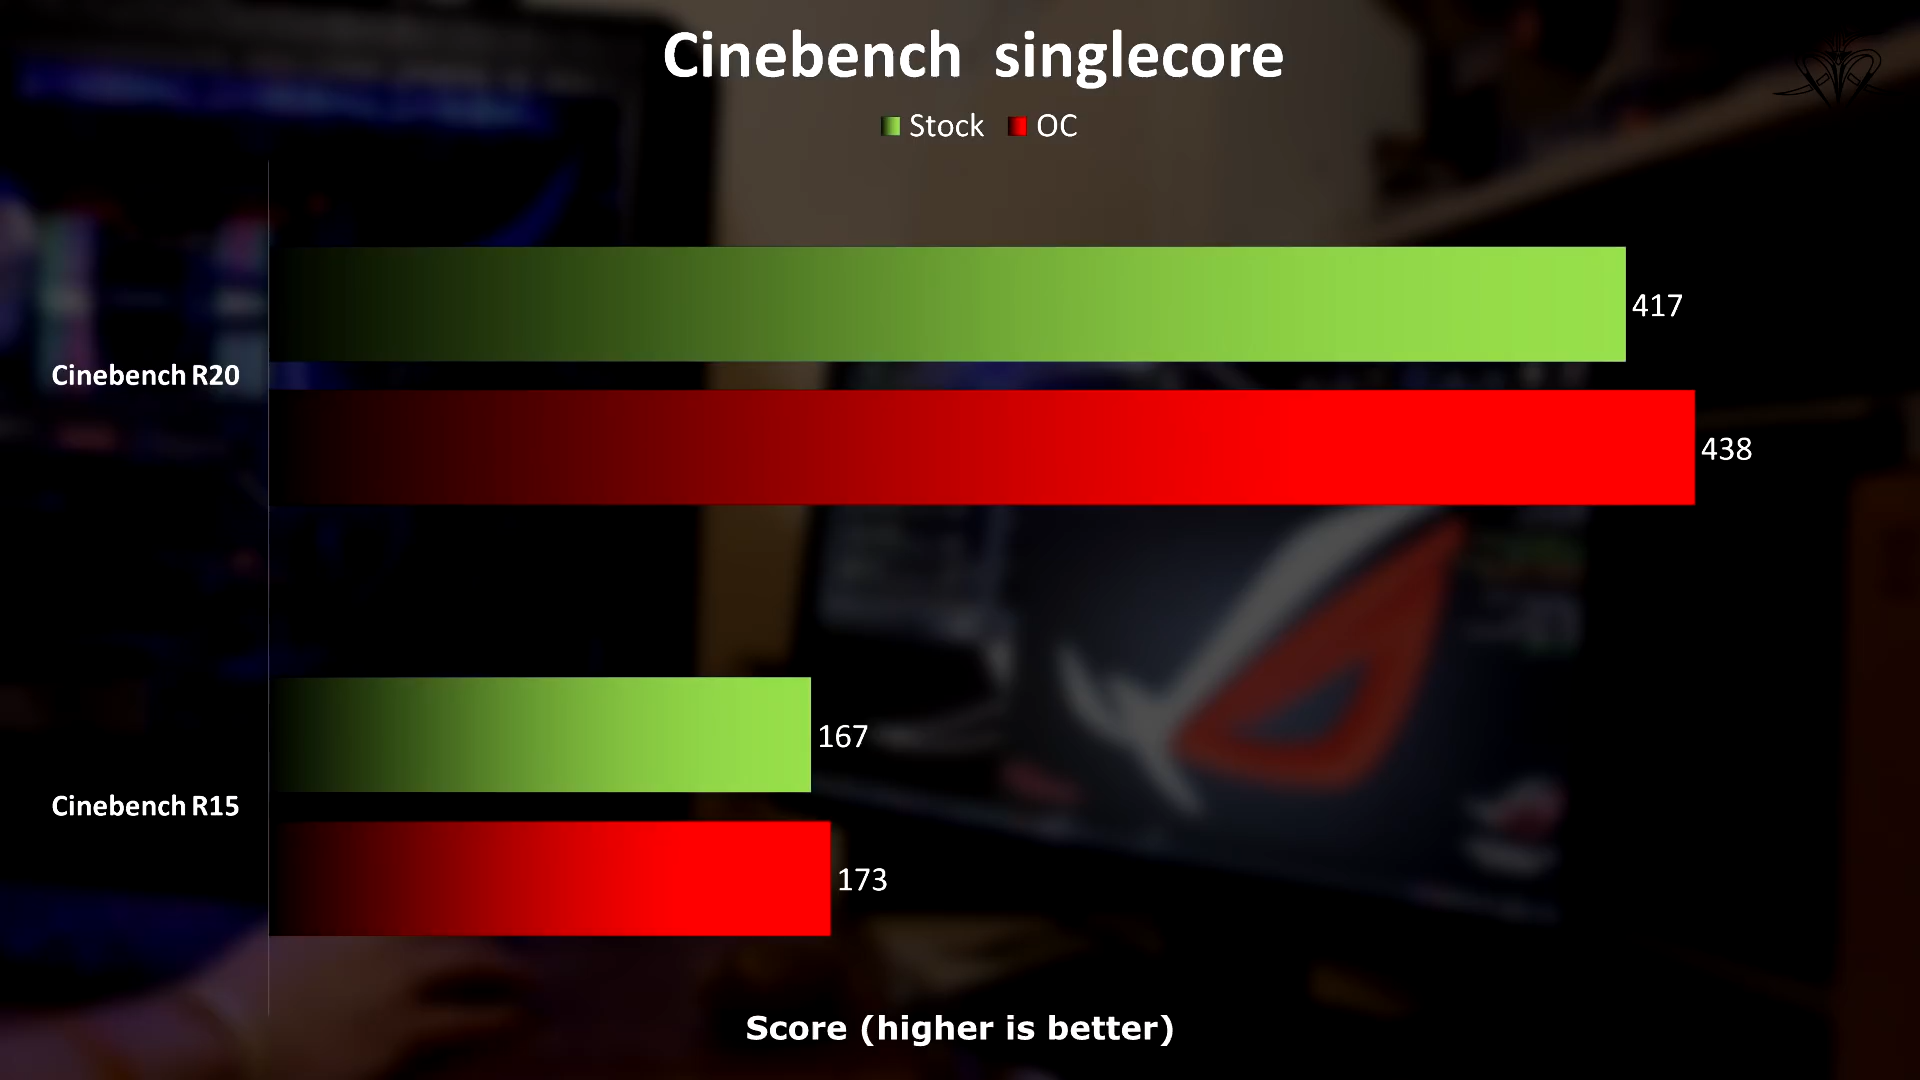 Cinebench singlecore
Stock OC
417
Cinebench R20
438
167
Cinebench R15
173
Score (higher is better)